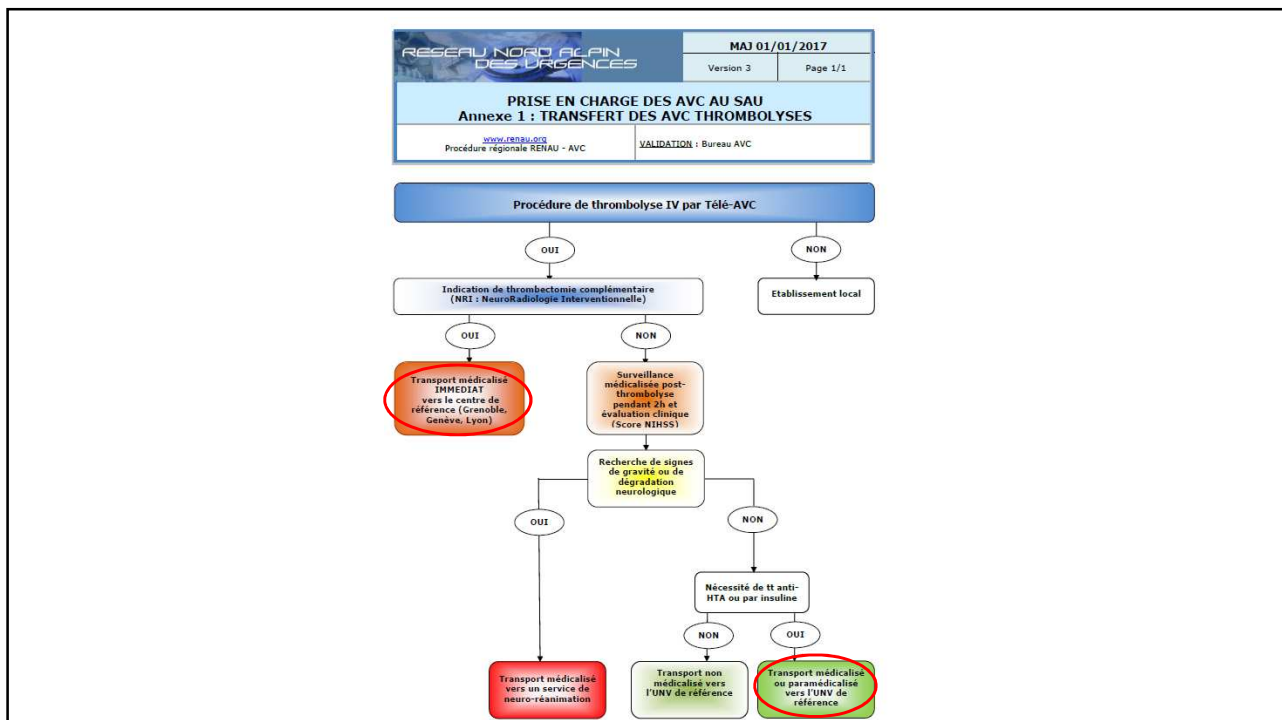 RESEAU NORD ALPIN
DES URGENCES
MAJ 01/01/2017
Version 3
Page 1/1
PRISE EN CHARGE DES AVC AU SAU
Annexe 1 : TRANSFERT DES AVC THROMBOLYSES
www.renau.org
Procédure régionale RENAU - AVC
VALIDATION : Bureau AVC
Procédure de thrombolyse IV par Télé-AVC
OUI
NON
Indication de thrombectomie complémentaire
(NRI : NeuroRadiologie Interventionnelle)
Etablissement local
OUI
NON
Transport médicalisé
IMMEDIAT
vers le centre de
référence (Grenoble,
Genève, Lyon)
Surveillance
médicalisée post-
thrombolyse
pendant 2h et
évaluation clinique
(Score NIHSS)
Recherche de signes
de gravité ou de
dégradation
neurologique
OUI
NON
Nécessité de tt anti-
HTA ou par insuline
NON
OUI
Transport médicalisé
vers un service de
neuro-réanimation
Transport non
médicalisé vers
l'UNV de référence
Transport médicalisé
ou paramédicalisé
vers l'UNV de
référence